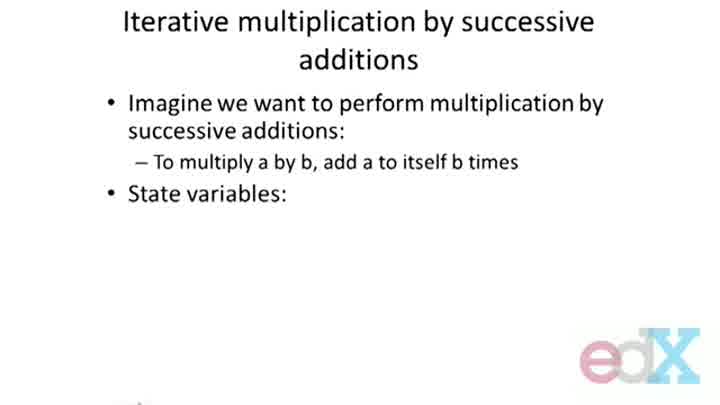 Iterative multiplication by successive
additions
• Imagine we want to perform multiplication by
successive additions:
– To multiply a by b, add a to itself b times
• State variables:
edX